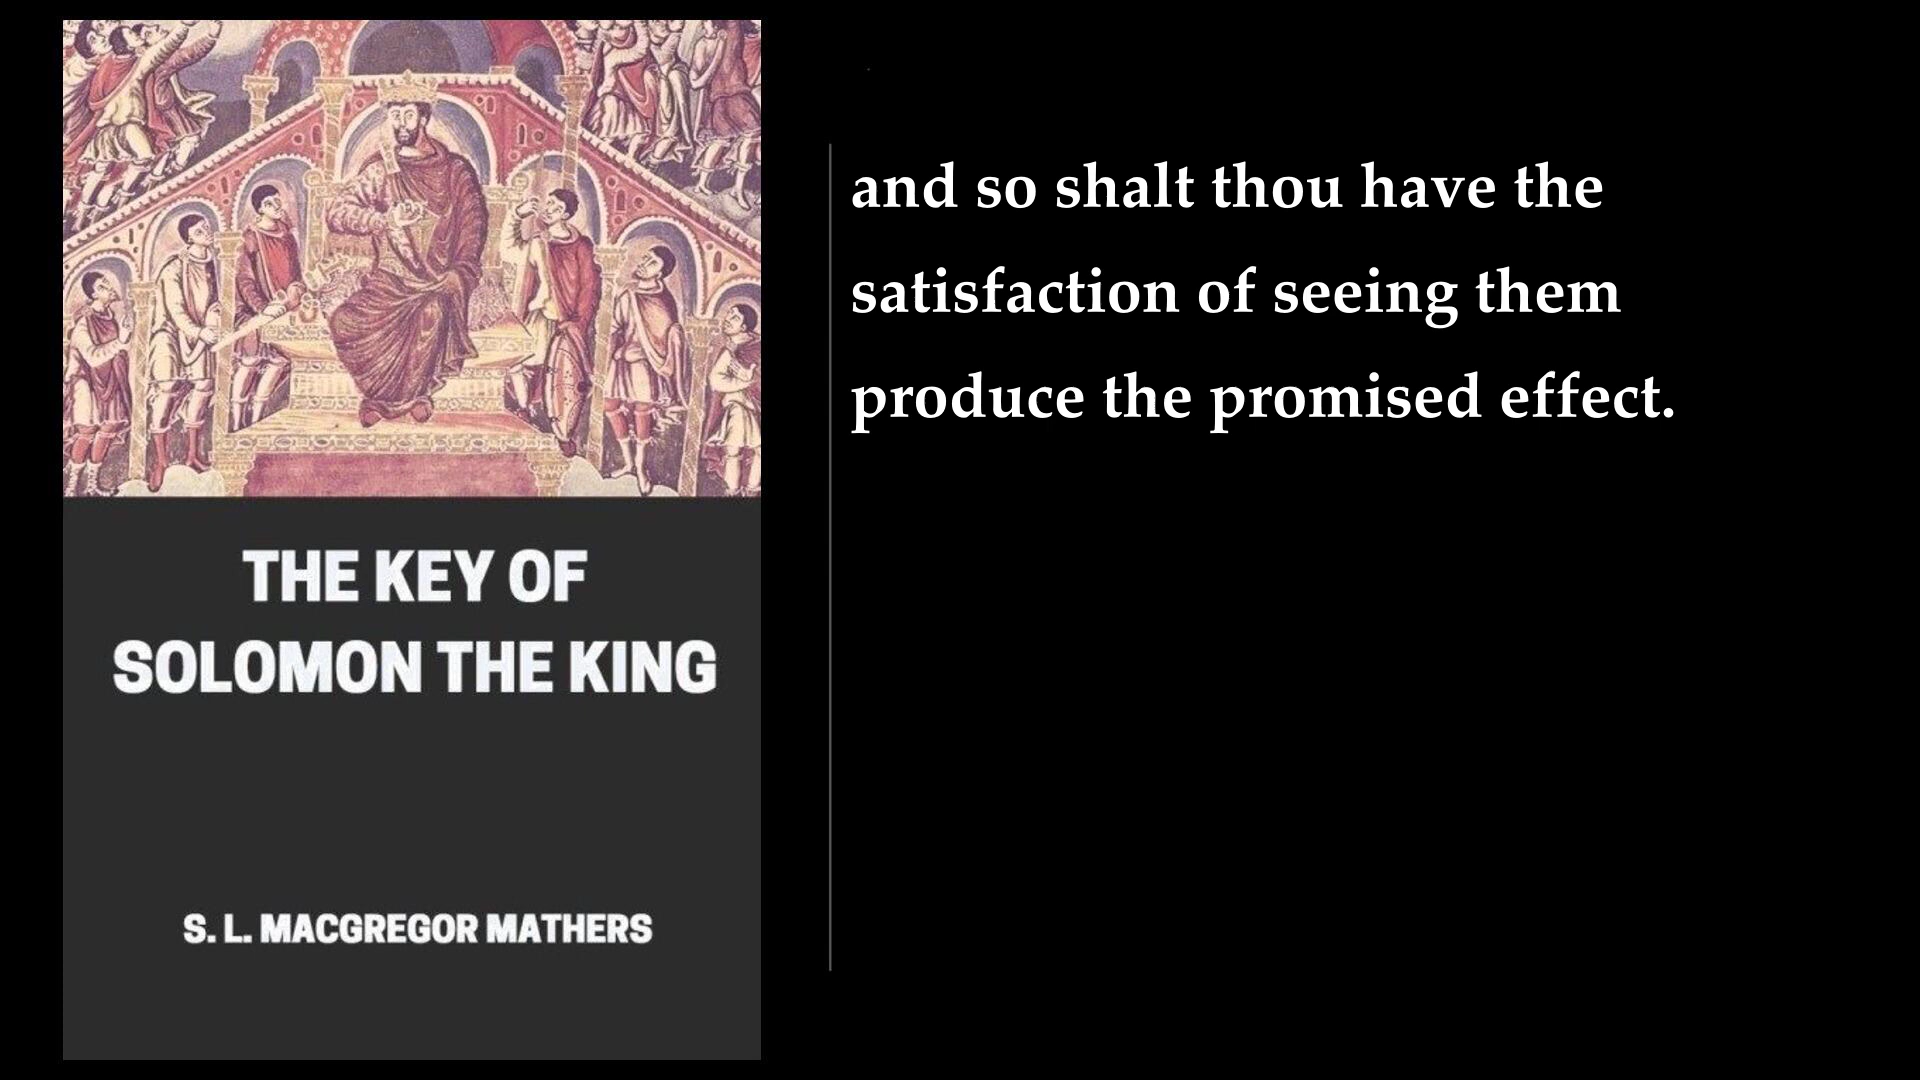 THE KEY OF
SOLOMON THE KING
S. L. MACGREGOR MATHERS
and so shalt thou have the
satisfaction of seeing them
produce the promised effect.